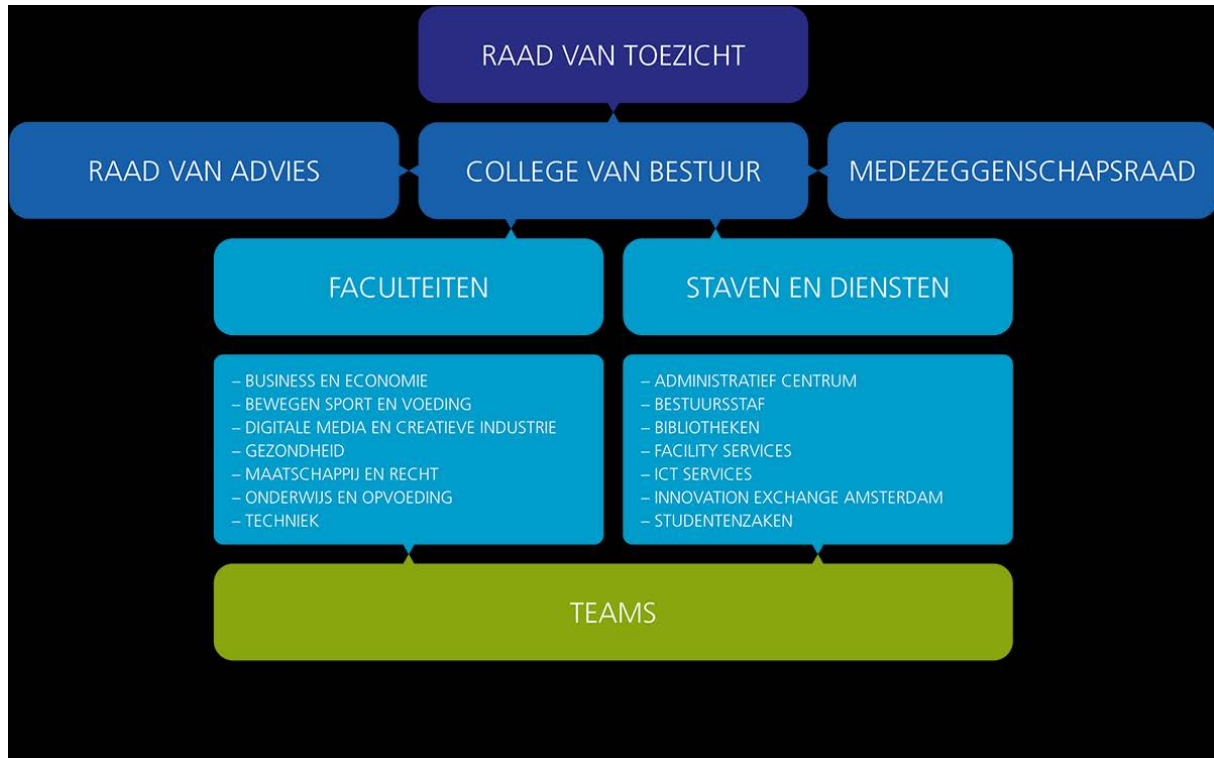 RAAD VAN TOEZICHT
RAAD VAN ADVIES
COLLEGE VAN BESTUUR
MEDEZEGGENSCHAPSRAAD
FACULTEITEN
– BUSINESS EN ECONOMIE
– BEWEGEN SPORT EN VOEDING
– DIGITALE MEDIA EN CREATIEVE INDUSTRIE
– GEZONDHEID
– MAATSCHAPPIJ EN RECHT
– ONDERWIJS EN OPVOEDING
– TECHNIEK
STAVEN EN DIENSTEN
– ADMINISTRATIEF CENTRUM
– BESTUURSSTAF
– BIBLIOTHEKEN
– FACILITY SERVICES
– ICT SERVICES
– INNOVATION EXCHANGE AMSTERDAM
– STUDENTENZAKEN
TEAMS